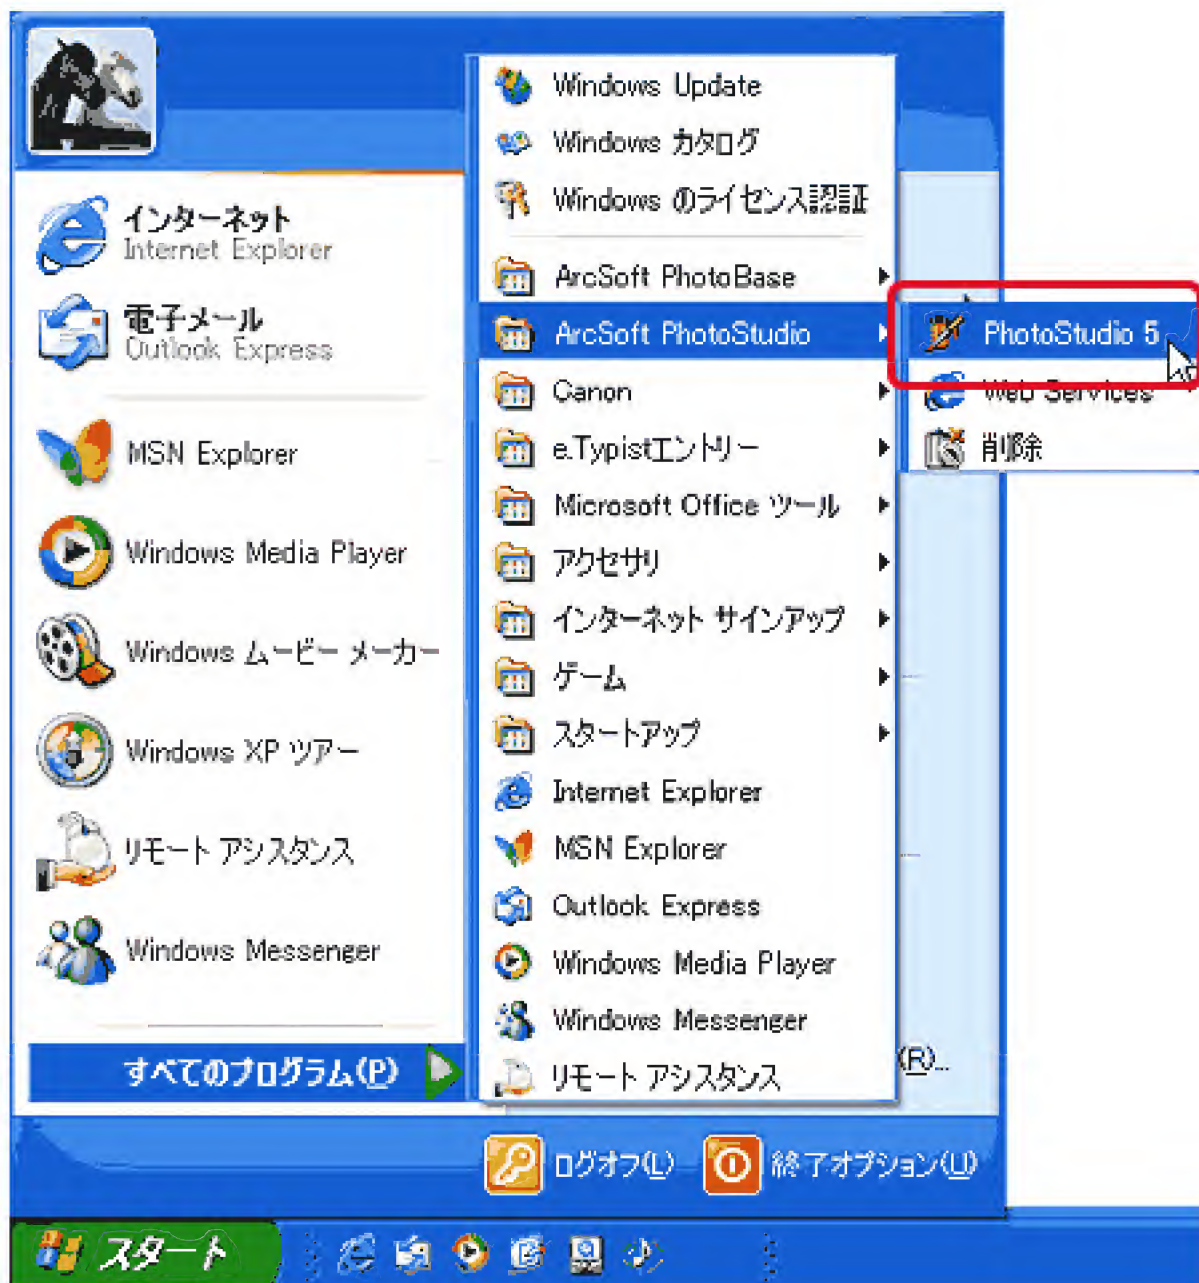 インターネット
Internet Explorer
電子メール
Outlook Express
MSN Explorer
Windows Media Player
Windows ムービー メーカー
Windows XP ツアー
リモート アシスタンス
Windows Messenger
すべてのプログラム(P)
Windows Update
Windows カタログ
Windows のライセンス認証
ArcSoft PhotoBase
ArcSoft PhotoStudio
Canon
e.Typistエントリー
Microsoft Office ツール
アクセサリ
インターネット サインアップ
ゲーム
スタートアップ
Internet Explorer
MSN Explorer
Outlook Express
Windows Media Player
Windows Messenger
リモート アシスタンス
PhotoStudio 5
Web Services
削除
(R)...
ログオフ(L)
終了オプション(U)
スタート